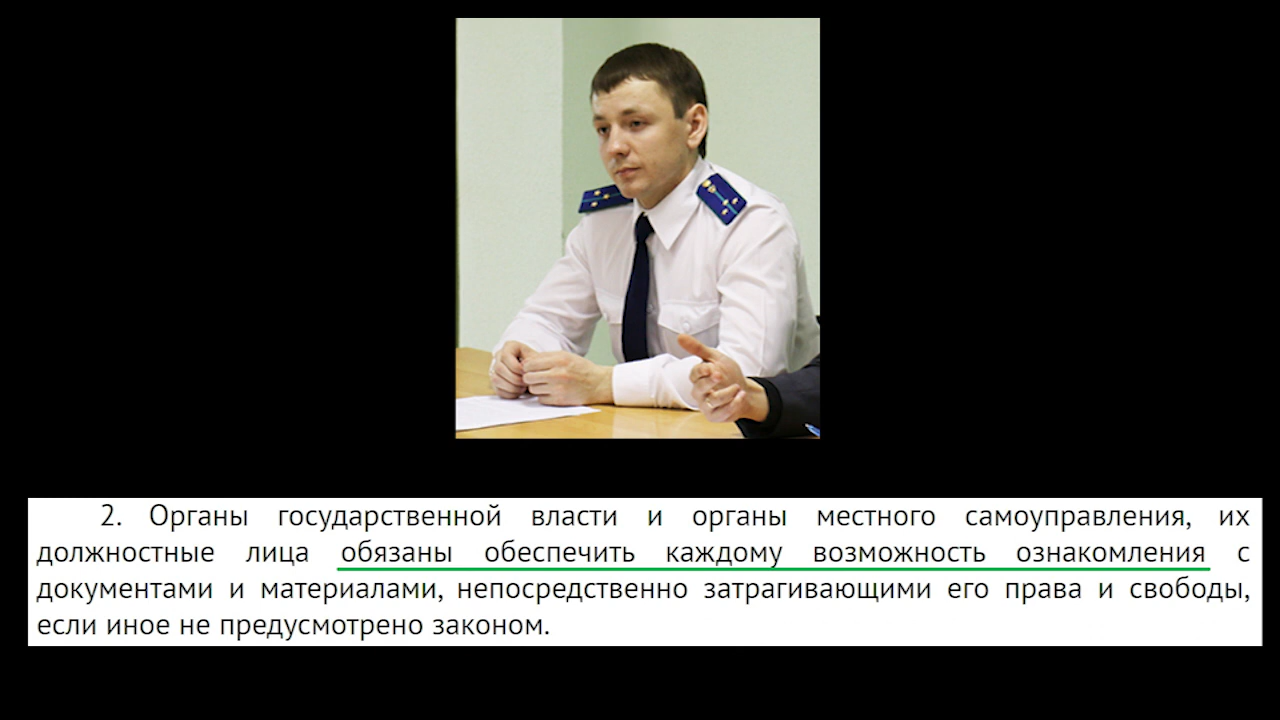 2. Органы государственной власти и органы местного самоуправления, их
должностные лица обязаны обеспечить каждому возможность ознакомления с
документами и материалами, непосредственно затрагивающими его права и свободы,
если иное не предусмотрено законом.